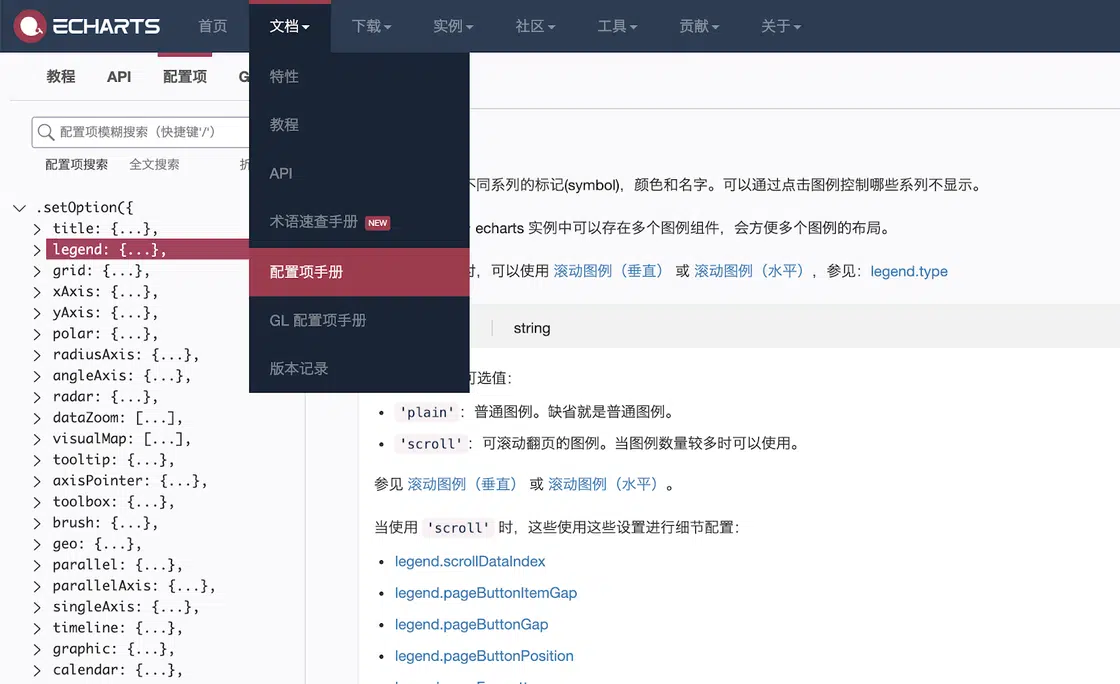 ECHARTS 首页 文档 下载 实例 社区 工具 贡献 关于
教程 API 配置项 G
特性
教程
API
术语速查手册 NEW
配置项手册
GL 配置项手册
版本记录
配置项模糊搜索（快捷键'/'）
配置项搜索 全文搜索 折
.setOption({
title: {...},
legend: {...},
grid: {...},
xAxis: {...},
yAxis: {...},
polar: {...},
radiusAxis: {...},
angleAxis: {...},
radar: {...},
dataZoom: [...],
visualMap: [...],
tooltip: {...},
axisPointer: {...},
toolbox: {...},
brush: {...},
geo: {...},
parallel: {...},
parallelAxis: {...},
singleAxis: {...},
timeline: {...},
graphic: {...},
calendar: {...},
不同系列的标记(symbol)，颜色和名字。可以通过点击图例控制哪些系列不显示。
echarts 实例中可以存在多个图例组件，会方便多个图例的布局。
时，可以使用 滚动图例（垂直） 或 滚动图例（水平），参见：legend.type
string
可选值：
'plain'：普通图例。缺省就是普通图例。
'scroll'：可滚动翻页的图例。当图例数量较多时可以使用。
参见 滚动图例（垂直） 或 滚动图例（水平）。
当使用 'scroll' 时，这些使用这些设置进行细节配置：
legend.scrollDataIndex
legend.pageButtonItemGap
legend.pageButtonGap
legend.pageButtonPosition